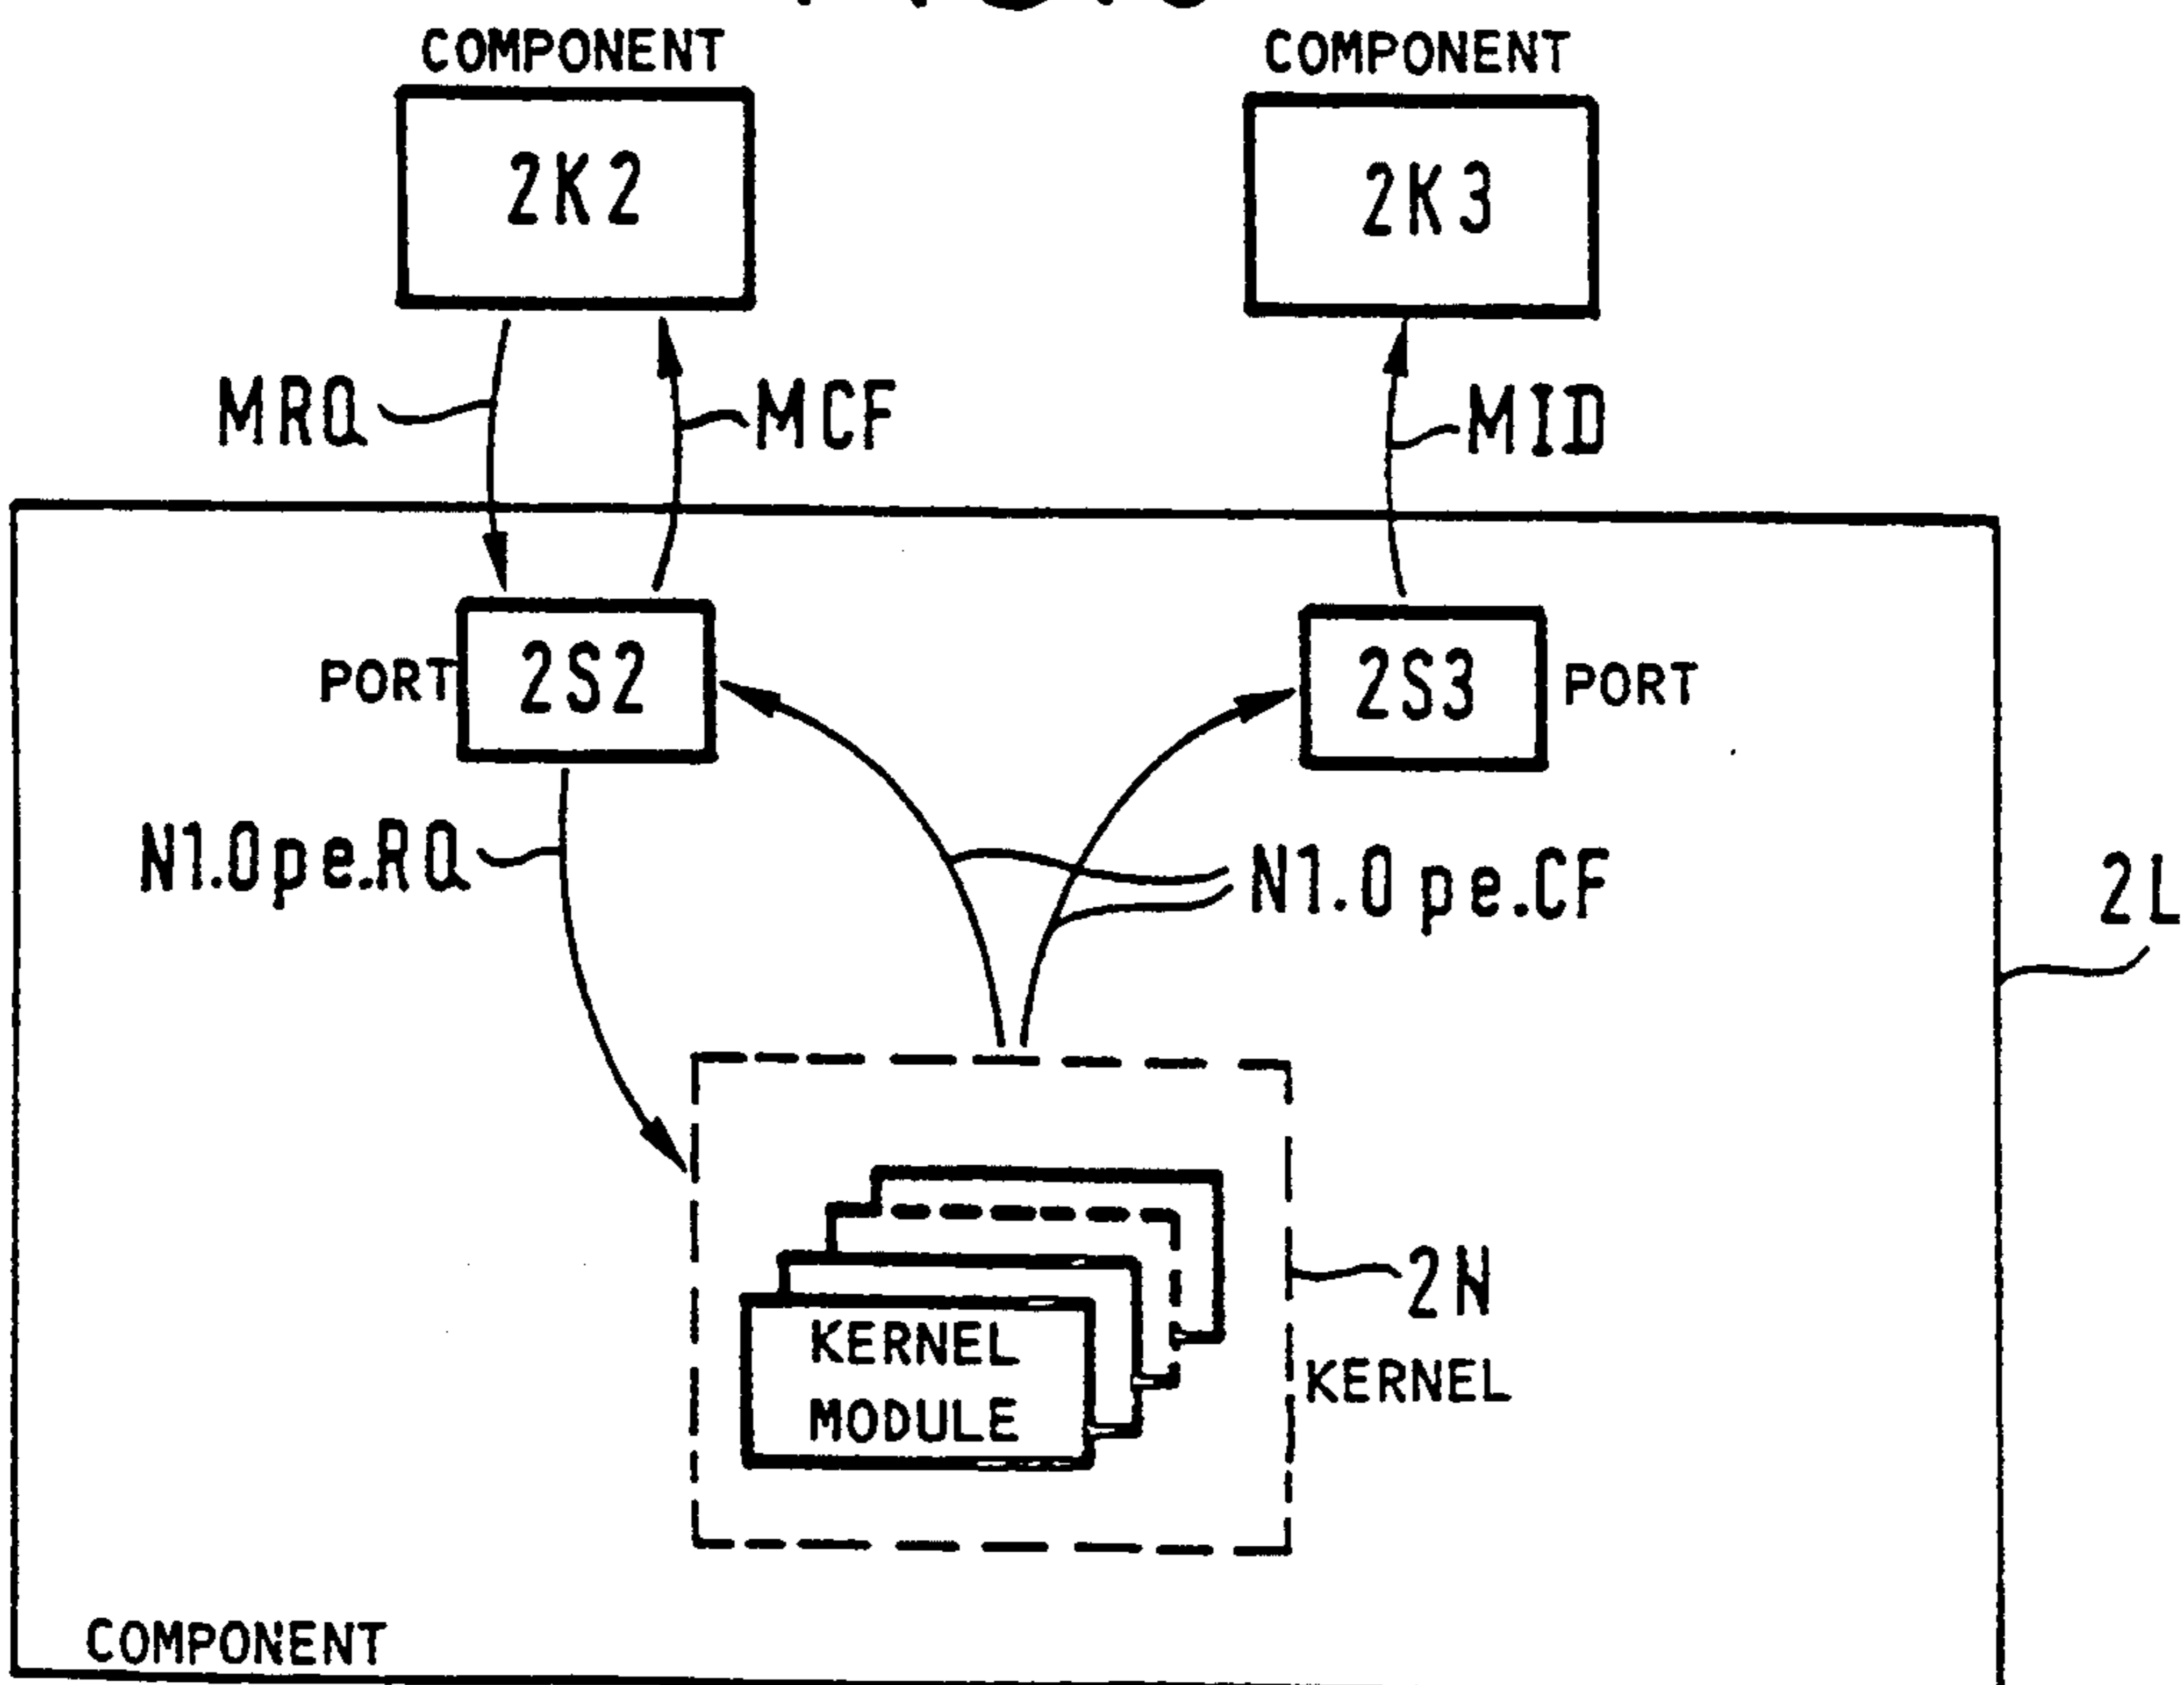 COMPONENT COMPONENT
2K2 2K3
MRQ MCF MID
PORT 2S2 2S3 PORT
N1.Ope.RQ N1.Ope.CF 2L
2N
KERNEL
MODULE
KERNEL
COMPONENT